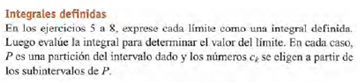 Integrales definidas
En los ejercicios 5 a 8, exprese cada límite como una integral definida.
Luego evalúe la integral para determinar el valor del límite. En cada caso,
P es una partición del intervalo dado y los números cₖ se eligen a partir de
los subintervalos de P.